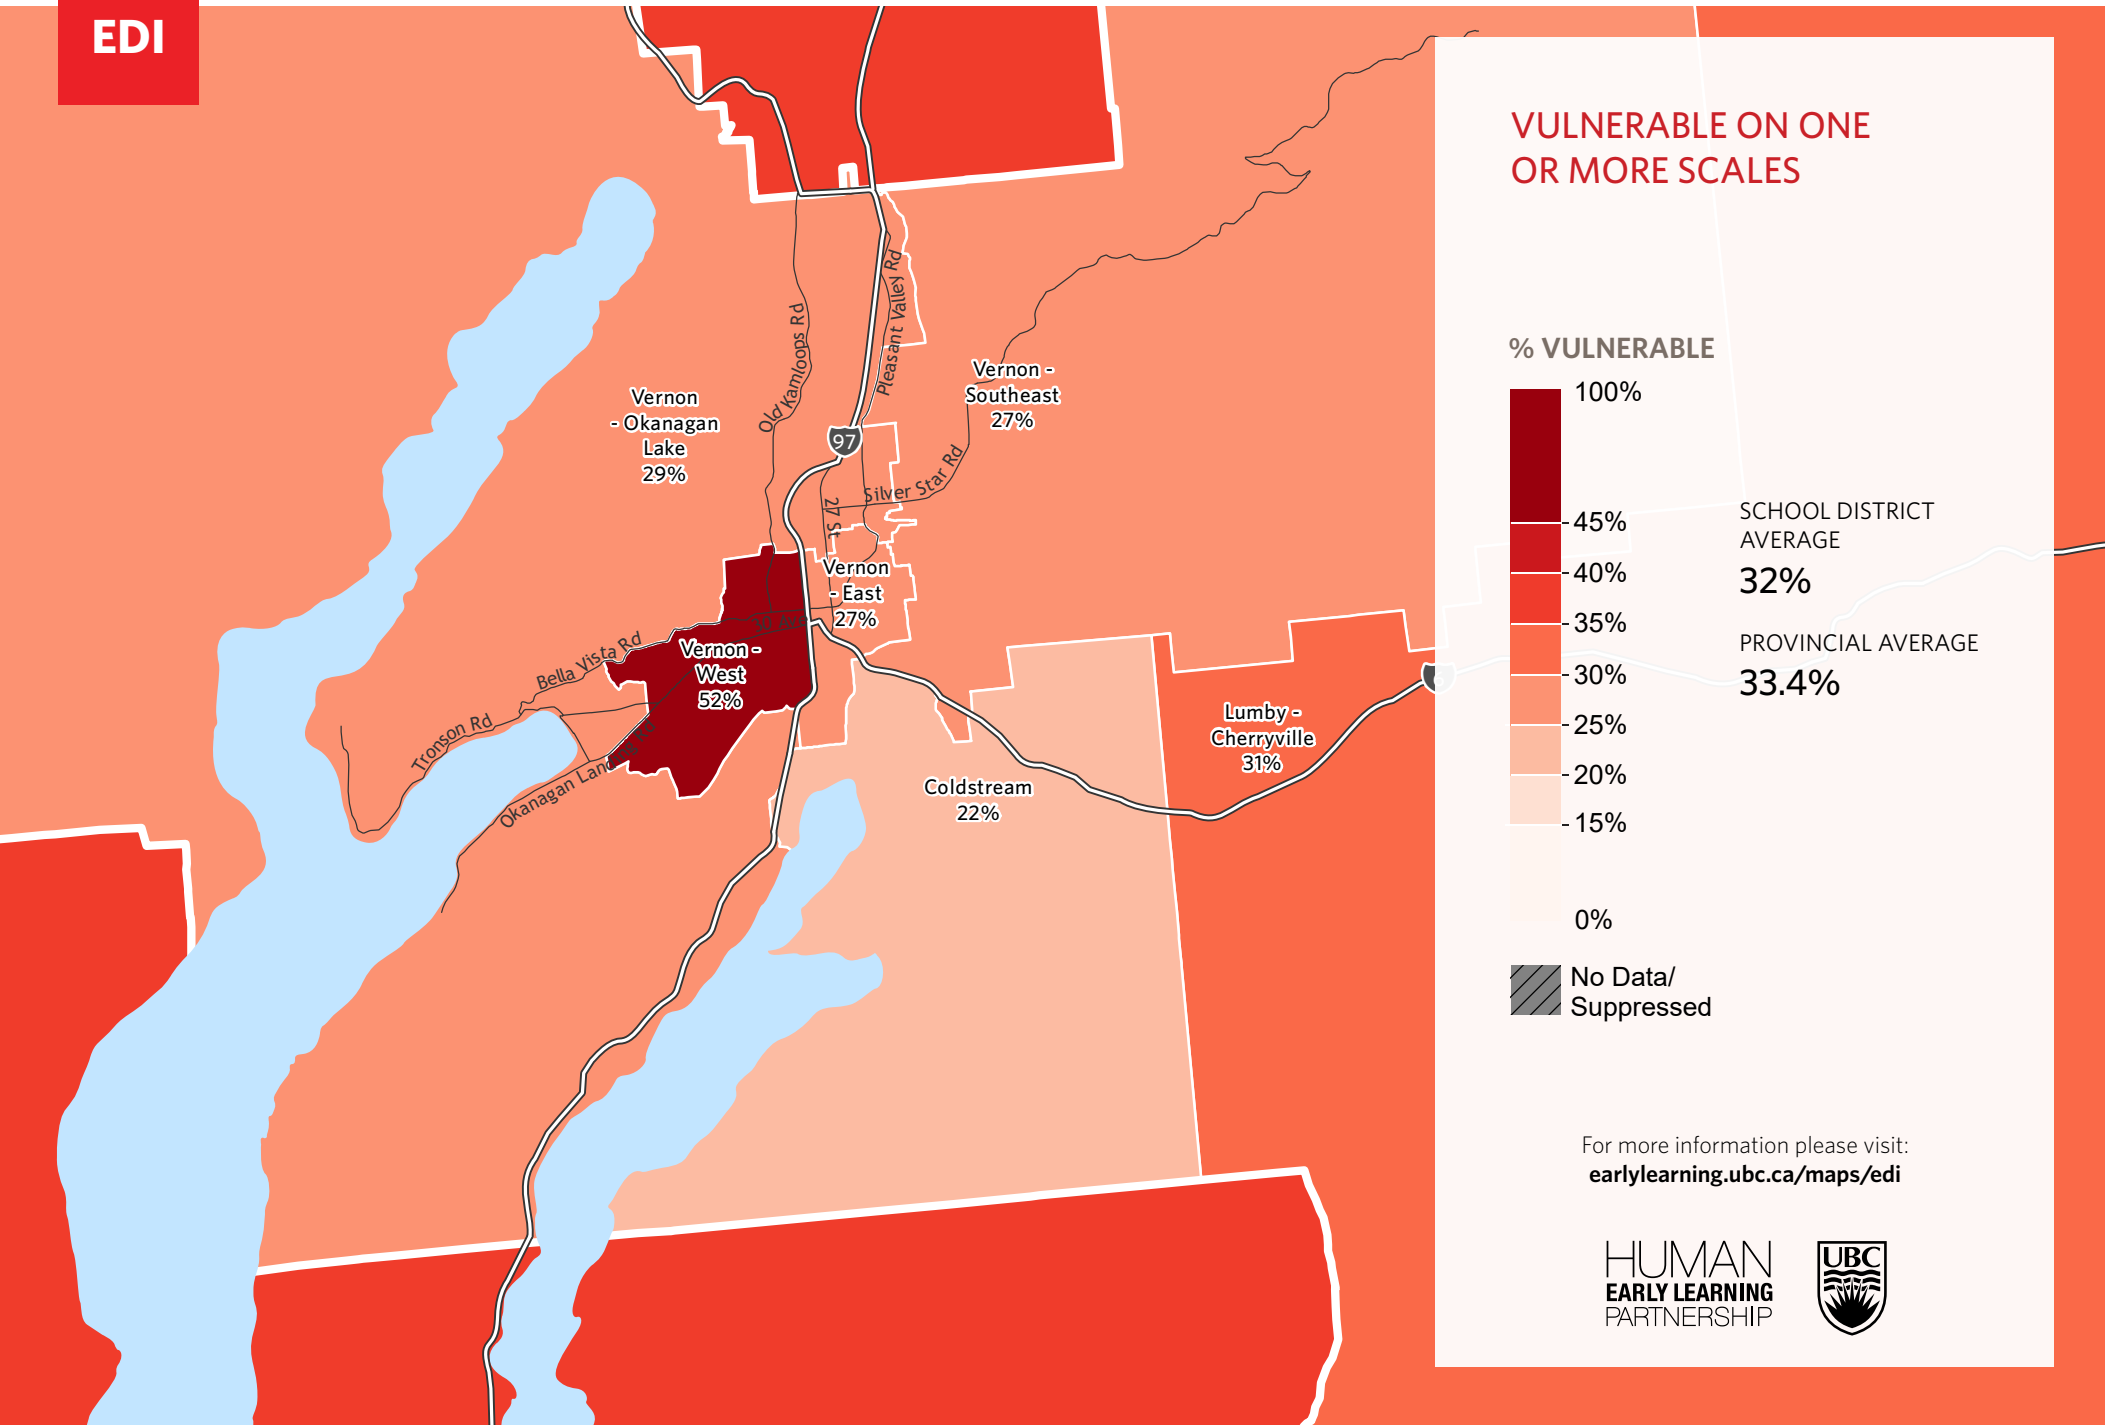 EDI
VULNERABLE ON ONE
OR MORE SCALES
% VULNERABLE
100%
45%
40%
35%
30%
25%
20%
15%
0%
No Data/
Suppressed
SCHOOL DISTRICT
AVERAGE
32%
PROVINCIAL AVERAGE
33.4%
For more information please visit:
earlylearning.ubc.ca/maps/edi
HUMAN
EARLY LEARNING
PARTNERSHIP
UBC
Vernon
- Okanagan
Lake
29%
Old Kamloops Rd
Pleasant Valley Rd
Vernon -
Southeast
27%
97
Silver Star Rd
27 St
Vernon
- East
27%
30 Ave
Vernon -
West
52%
Bella Vista Rd
Tronson Rd
Okanagan Landing Rd
Coldstream
22%
Lumby -
Cherryville
31%